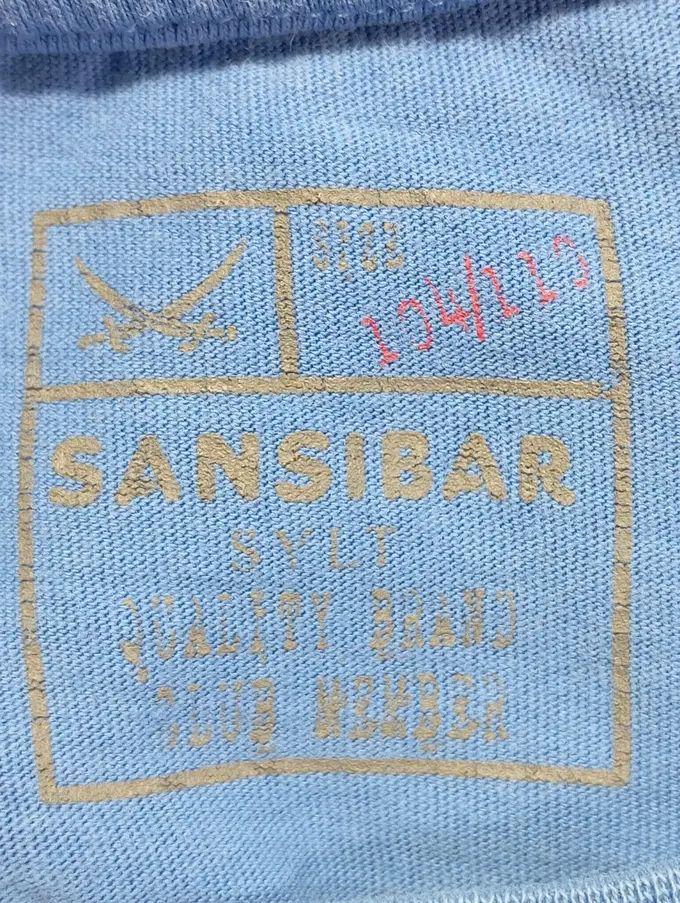 SIZE
104/110
SANSIBAR
SYLT
QUALITY BRAND
CLUB MEMBER